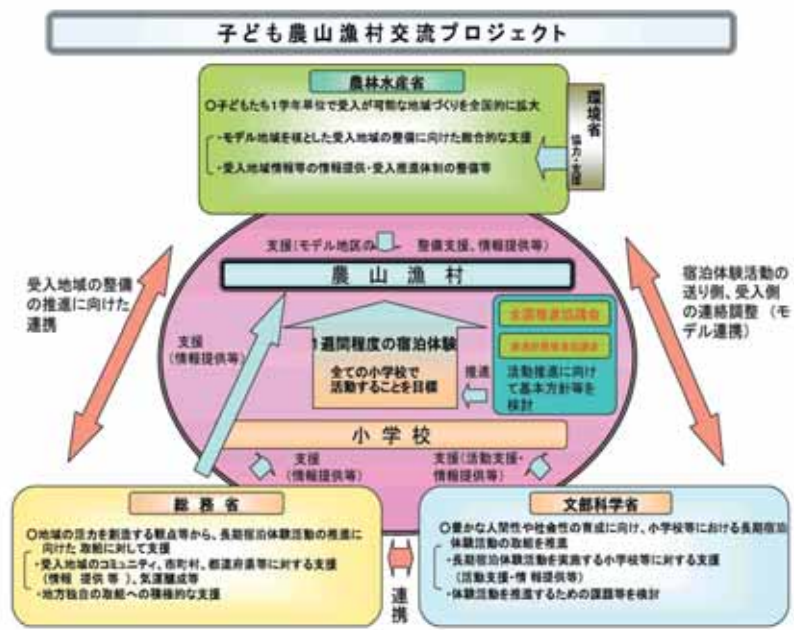 子ども農山漁村交流プロジェクト
農林水産省
○子どもたち1学年単位で受入が可能な地域づくりを全国的に拡大
・モデル地域を核とした受入地域の整備に向けた総合的な支援
・受入地域情報等の情報提供・受入推進体制の整備等
環境省
協力・支援
支援(モデル地区の 整備支援、情報提供等)
農山漁村
受入地域の整備
の推進に向けた
連携
宿泊体験活動の
送り側、受入側
の連絡調整 (モ
デル連携)
支援
(情報提供等)
1週間程度の宿泊体験
全ての小学校で
活動することを目標
推進
全国推進協議会
活動推進に向け
て基本方針等を
検討
小学校
支援
(情報提供等)
支援(活動支援・
情報提供等)
総務省
○地域の活力を創造する観点等から、長期宿泊体験活動の推進に
向けた 取組に対して支援
・受入地域のコミュニティ、市町村、都道府県等に対する支援
(情報 提供 等 )、気運醸成等
・地方独自の取組への積極的な支援
連携
文部科学省
○豊かな人間性や社会性の育成に向け、小学校等における長期宿泊
体験活動の取組を推進
・長期宿泊体験活動を実施する小学校等に対する支援
(活動支援・情 報提供等)
・体験活動を推進するための課題等を検討